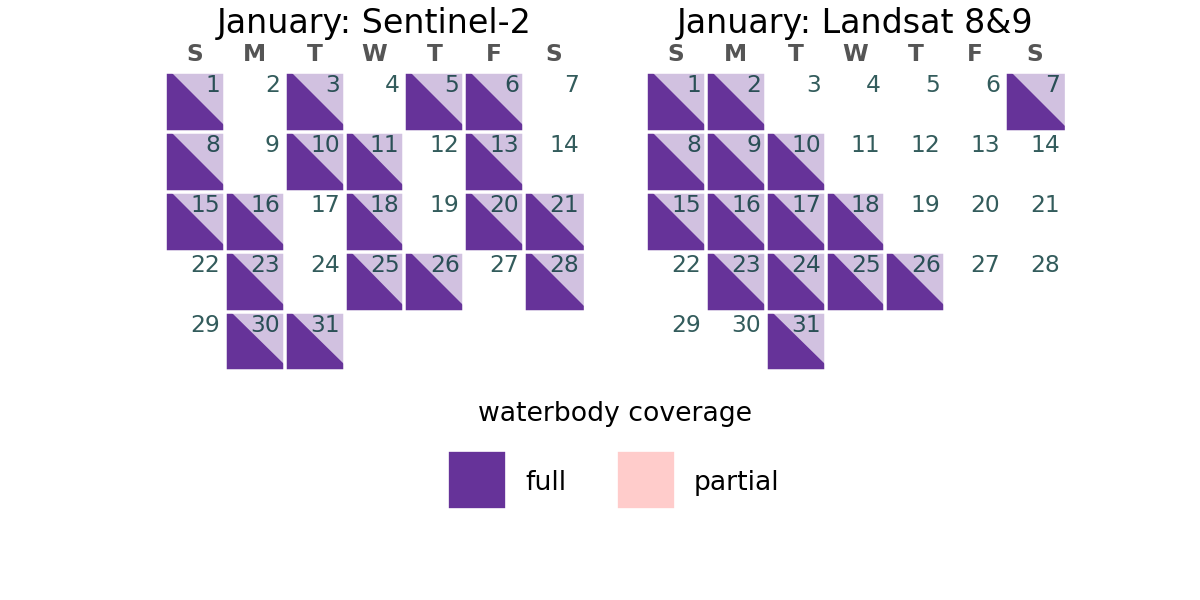 January: Sentinel-2
S M T W T F S
1 2 3 4 5 6 7
8 9 10 11 12 13 14
15 16 17 18 19 20 21
22 23 24 25 26 27 28
29 30 31
January: Landsat 8&9
S M T W T F S
1 2 3 4 5 6 7
8 9 10 11 12 13 14
15 16 17 18 19 20 21
22 23 24 25 26 27 28
29 30 31
waterbody coverage
full partial